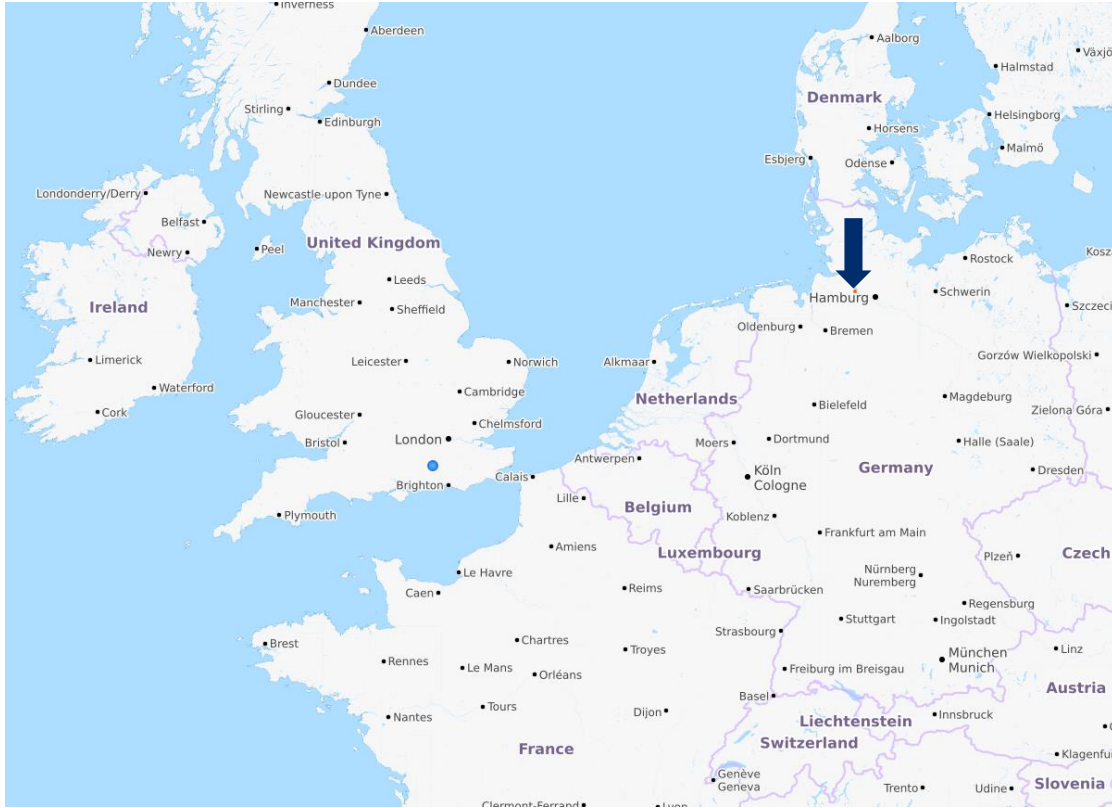 Inverness
Aberdeen
Aalborg
Växjö
Halmstad
Dundee
Denmark
Stirling
Edinburgh
Helsingborg
Horsens
Malmö
Esbjerg
Odense
Londonderry/Derry
Newcastle upon Tyne
Belfast
United Kingdom
Peel
Newry
Rostock
Leeds
Schwerin
Hamburg
Manchester
Ireland
Sheffield
Oldenburg
Bremen
Limerick
Leicester
Norwich
Alkmaar
Gorzów Wielkopolski
Waterford
Cambridge
Netherlands
Magdeburg
Cork
Gloucester
Bielefeld
Zielona Góra
Chelmsford
Bristol
London
Moers
Dortmund
Halle (Saale)
Antwerpen
Köln
Cologne
Germany
Dresden
Brighton
Calais
Lille
Belgium
Plymouth
Koblenz
Frankfurt am Main
Amiens
Luxembourg
Plzeň
Czech
Le Havre
Nürnberg
Nuremberg
Caen
Reims
Saarbrücken
Regensburg
Stuttgart
Ingolstadt
Strasbourg
Brest
Chartres
Troyes
Rennes
Le Mans
Orléans
Freiburg im Breisgau
München
Munich
Linz
Austria
Basel
Nantes
Tours
Dijon
Liechtenstein
Innsbruck
Switzerland
France
Genève
Geneva
Klagenfu
Trento
Udine
Slovenia
Clermont-Ferrand
Lyon